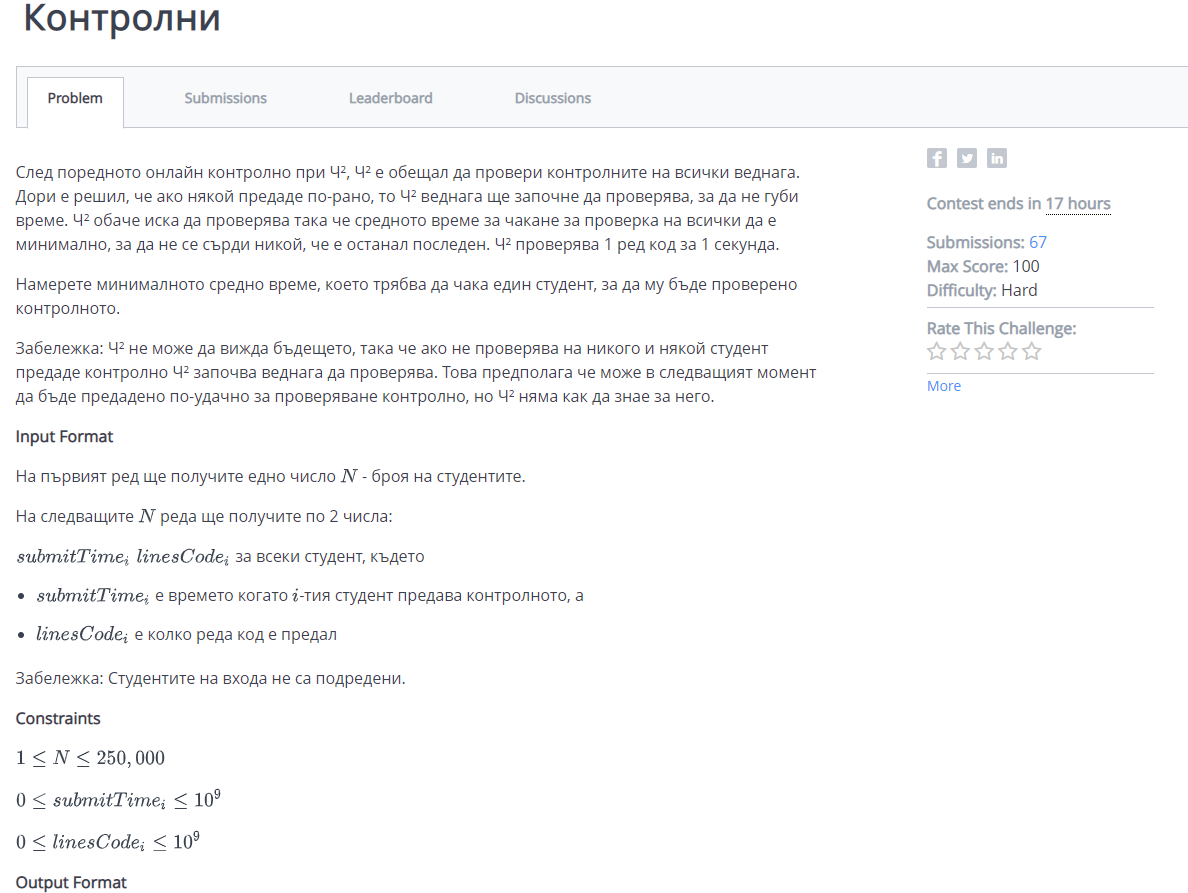 Контролни
Problem
Submissions
Leaderboard
Discussions
След поредното онлайн контролно при Ч², Ч² е обещал да провери контролните на всички веднага.
Дори е решил, че ако някой предаде по-рано, то Ч² веднага ще започне да проверява, за да не губи
време. Ч² обаче иска да проверява така че средното време за чакане за проверка на всички да е
минимално, за да не се сърди никой, че е останал последен. Ч² проверява 1 ред код за 1 секунда.
Намерете минималното средно време, което трябва да чака един студент, за да му бъде проверено
контролното.
Забележка: Ч² не може да вижда бъдещето, така че ако не проверява на никого и някой студент
предаде контролно Ч² започва веднага да проверява. Това предполага че може в следващият момент
да бъде предадено по-удачно за проверяване контролно, но Ч² няма как да знае за него.
Input Format
На първият ред ще получите едно число N - броя на студентите.
На следващите N реда ще получите по 2 числа:
submitTimeᵢ linesCodeᵢ за всеки студент, където
• submitTimeᵢ е времето когато i-тия студент предава контролното, а
• linesCodeᵢ е колко реда код е предал
Забележка: Студентите на входа не са подредени.
Constraints
1 ≤ N ≤ 250,000
0 ≤ submitTimeᵢ ≤ 10⁹
0 ≤ linesCodeᵢ ≤ 10⁹
Output Format
Contest ends in 17 hours
Submissions: 67
Max Score: 100
Difficulty: Hard
Rate This Challenge:
More